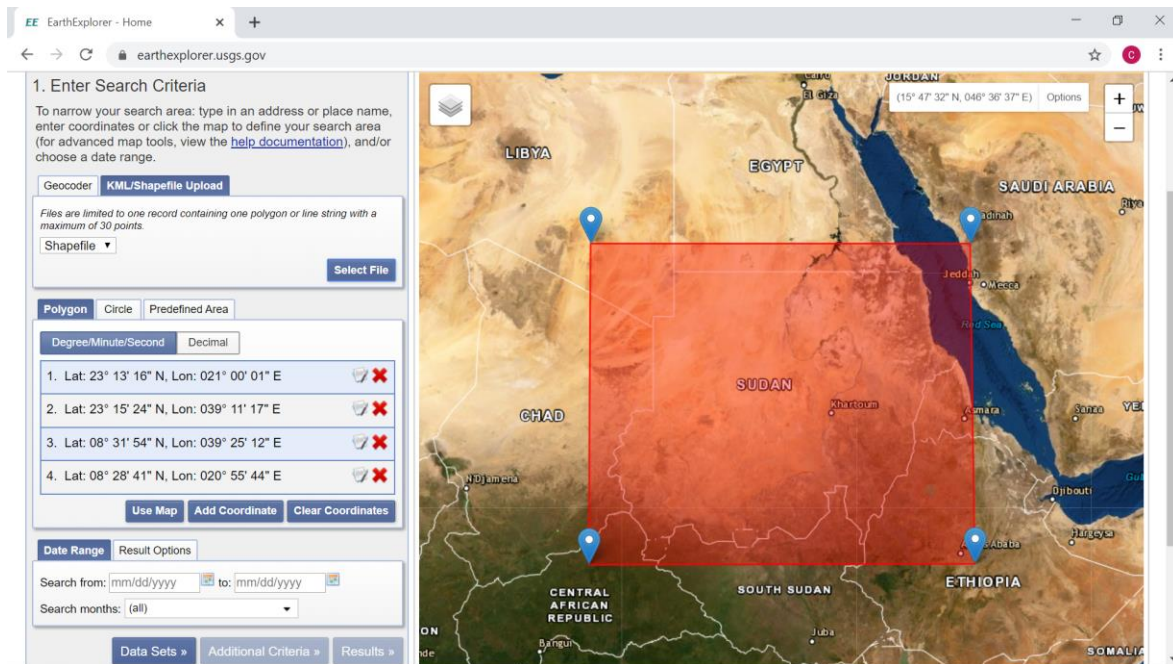 EE EarthExplorer - Home
earthexplorer.usgs.gov
C
1. Enter Search Criteria
To narrow your search area: type in an address or place name,
enter coordinates or click the map to define your search area
(for advanced map tools, view the help documentation), and/or
choose a date range.
Geocoder KML/Shapefile Upload
Files are limited to one record containing one polygon or line string with a
maximum of 30 points.
Shapefile
Select File
Polygon Circle Predefined Area
Degree/Minute/Second Decimal
1. Lat: 23° 13' 16" N, Lon: 021° 00' 01" E
2. Lat: 23° 15' 24" N, Lon: 039° 11' 17" E
3. Lat: 08° 31' 54" N, Lon: 039° 25' 12" E
4. Lat: 08° 28' 41" N, Lon: 020° 55' 44" E
Use Map Add Coordinate Clear Coordinates
Date Range Result Options
Search from: mm/dd/yyyy to: mm/dd/yyyy
Search months: (all)
Data Sets » Additional Criteria » Results »
JORDAN
El Giza
(15° 47' 32" N, 046° 36' 37" E) Options
+
−
LIBYA
EGYPT
SAUDI ARABIA
adinah
Jeddah
Mecca
Red Sea
SUDAN
CHAD
Khartoum
Asmara
Sanaa
YE
N'Djamena
Djibouti
Gu
Hargeysa
Ababa
CENTRAL
AFRICAN
REPUBLIC
SOUTH SUDAN
ETHIOPIA
ON
Bangui
Juba
SOMALIA